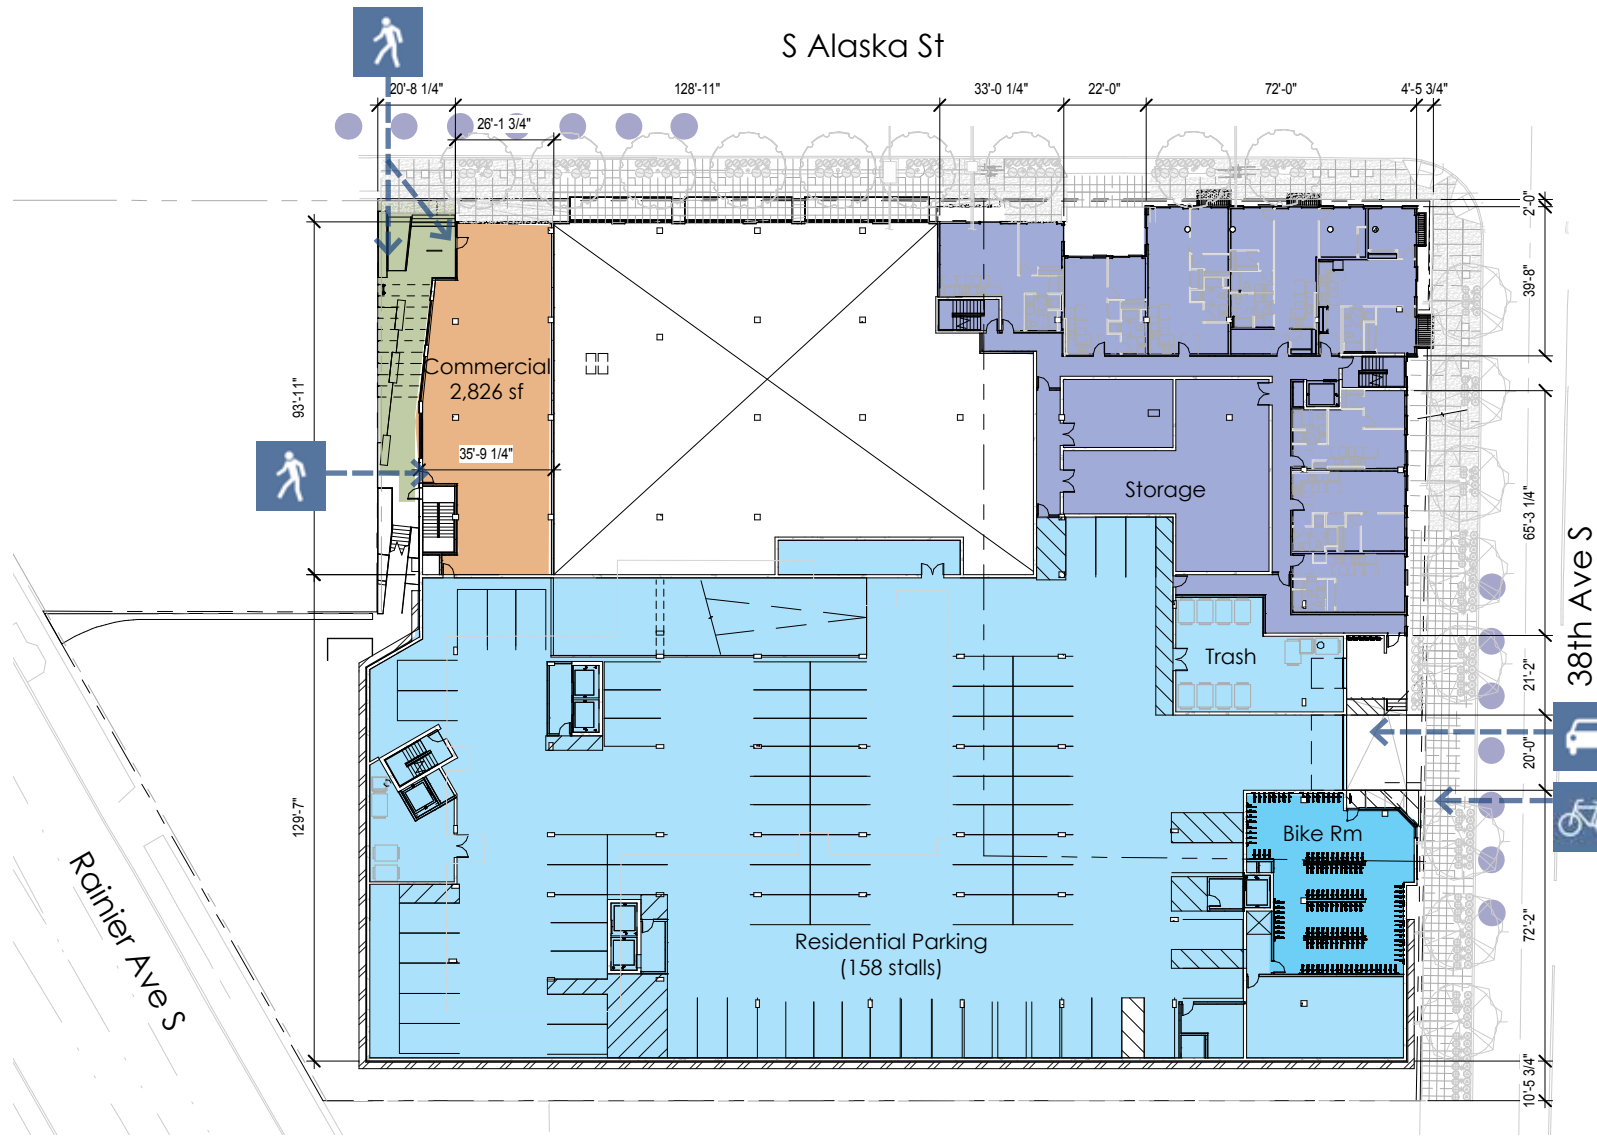 S Alaska St
20'-8 1/4"
128'-11"
33'-0 1/4"
22'-0"
72'-0"
4'-5 3/4"
26'-1 3/4"
2'-0"
39'-8"
93'-11"
Commercial
2,826 sf
35'-9 1/4"
Storage
65'-3 1/4"
38th Ave S
Trash
21'-2"
20'-0"
129'-7"
Bike Rm
Rainier Ave S
Residential Parking
(158 stalls)
72'-2"
10'-5 3/4"